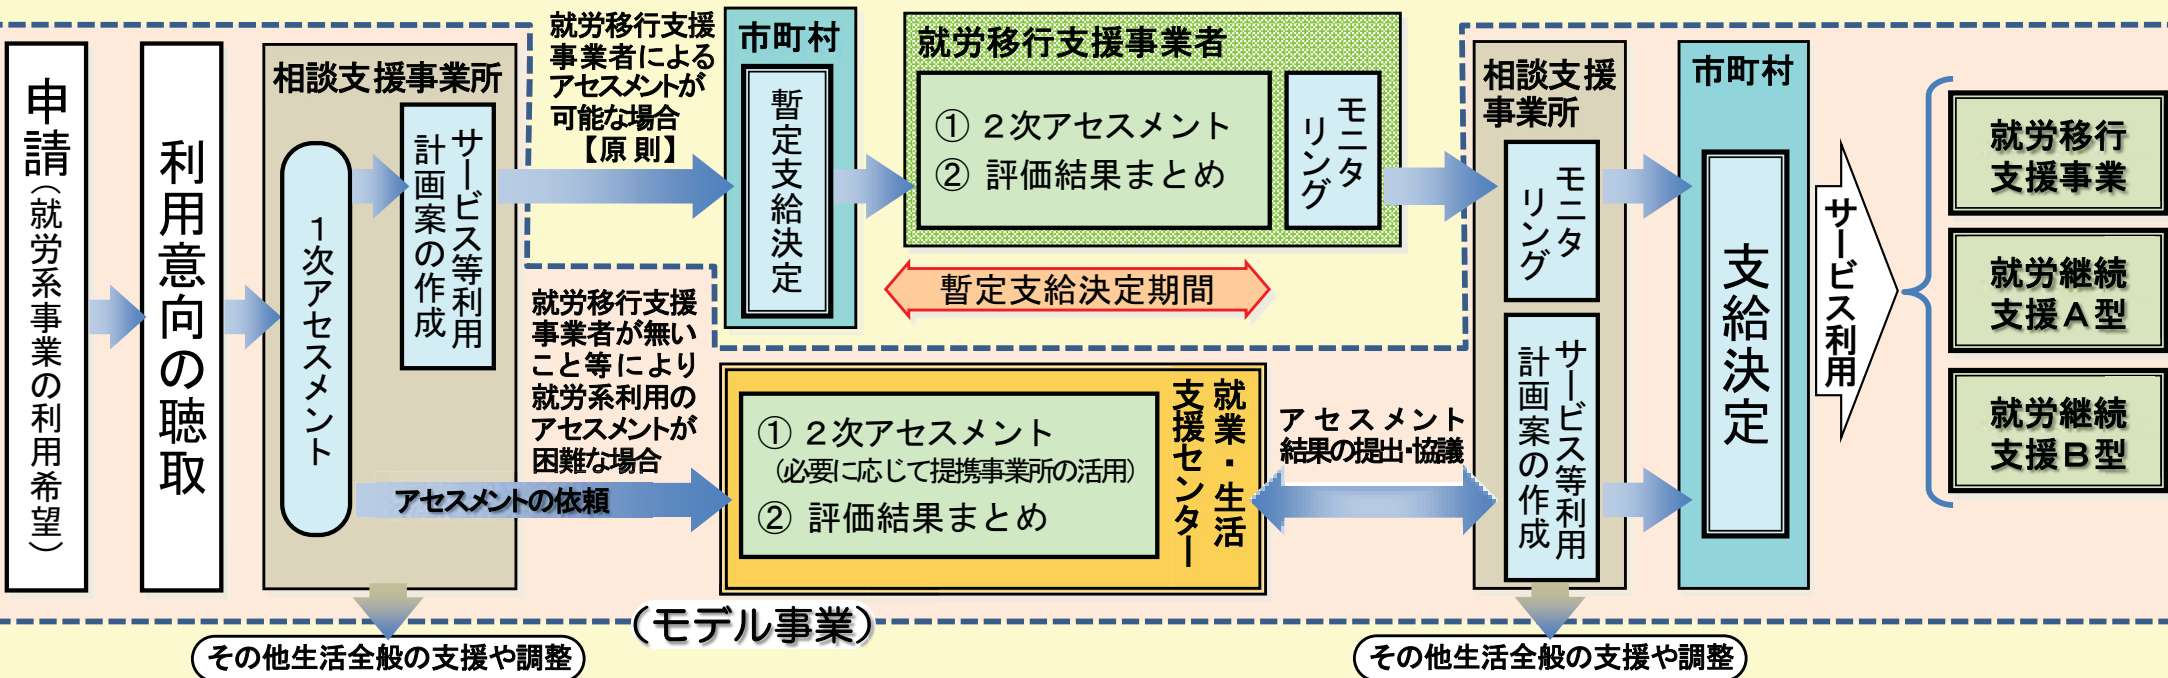 申請(就労系事業の利用希望)
利用意向の聴取
相談支援事業所
1次アセスメント
サービス等利用
計画案の作成
就労移行支援
事業者による
アセスメントが
可能な場合
【原則】
市町村
暫定支給決定
就労移行支援事業者
① 2次アセスメント
② 評価結果まとめ
モニタ
リング
暫定支給決定期間
就労移行支援
事業者が無い
こと等により
就労系利用の
アセスメントが
困難な場合
アセスメントの依頼
① 2次アセスメント
(必要に応じて提携事業所の活用)
② 評価結果まとめ
就業・生活
支援センター
アセスメント
結果の提出・協議
相談支援
事業所
モニタ
リング
サービス等利用
計画案の作成
市町村
支給決定
サービス利用
就労移行
支援事業
就労継続
支援A型
就労継続
支援B型
(モデル事業)
その他生活全般の支援や調整
その他生活全般の支援や調整